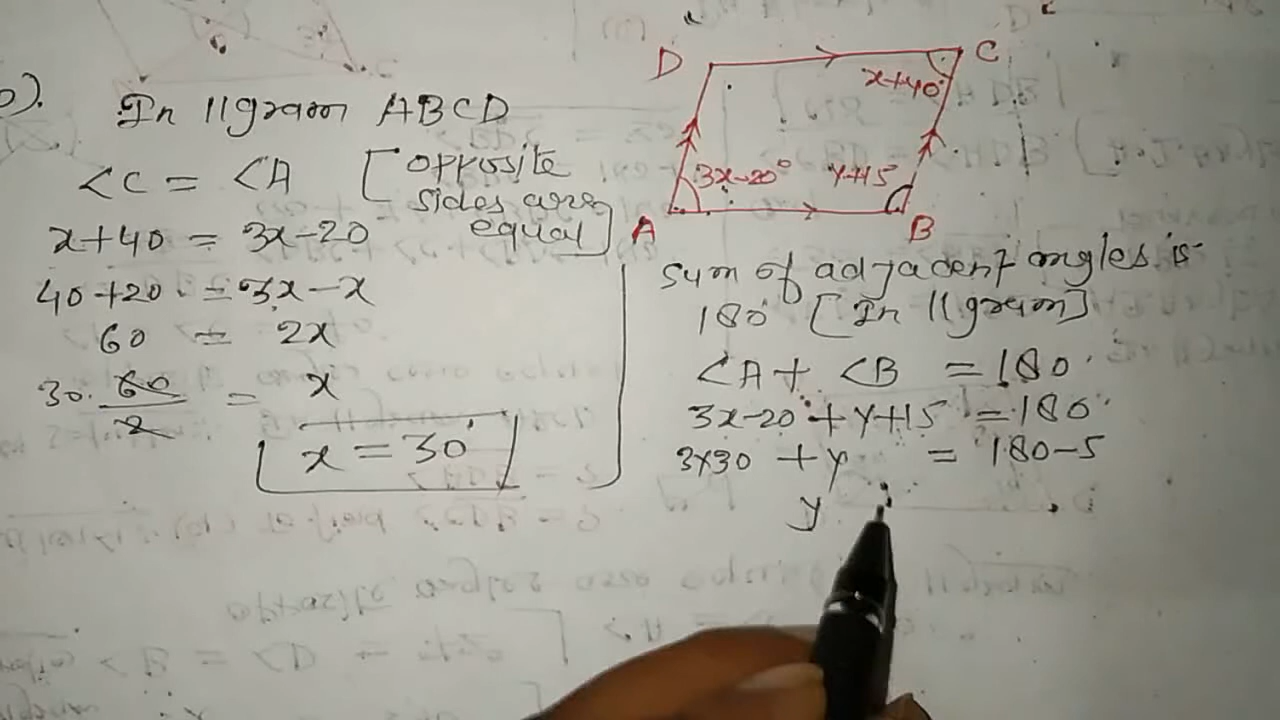 In ||gram ABCD
<C = <A [opposite
sides are
equal]
x+40 = 3x-20
40+20 = 3x-x
60 = 2x
30. 60/2 = x
x = 30°
D C
x+40
3x-20° y+15
A B
Sum of adjacent angles is
180 [In ||gram]
<A + <B = 180
3x-20 + y+15 = 180
3x30 + y = 180-5
y